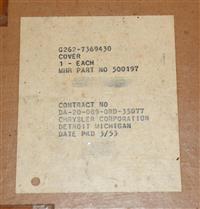 G262-7369430
COVER
1 - EACH
MHR PART NO 500197
CONTRACT NO
DA-20-089-ORD-35077
CHRYSLER CORPORATION
DETROIT MICHIGAN
DATE PKD 3/53